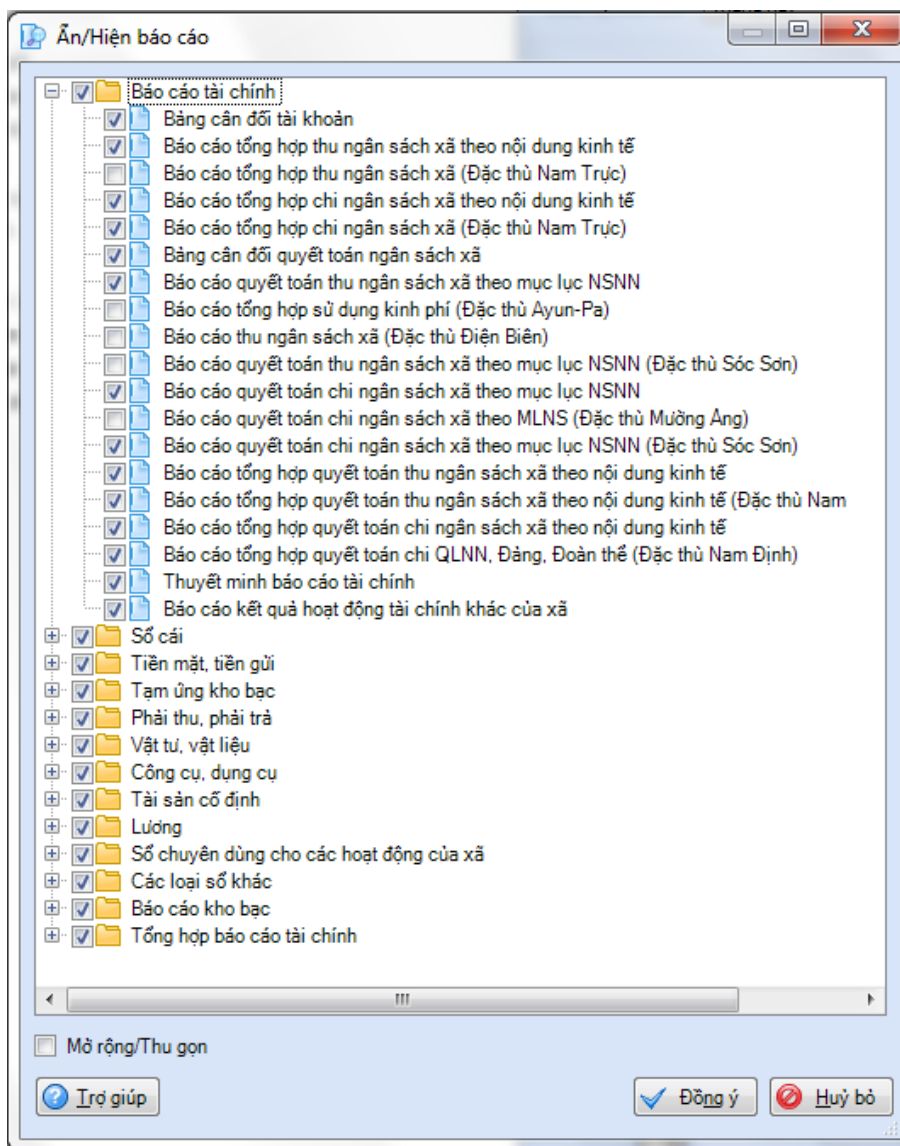 Ẩn/Hiện báo cáo
Báo cáo tài chính
Bảng cân đối tài khoản
Báo cáo tổng hợp thu ngân sách xã theo nội dung kinh tế
Báo cáo tổng hợp thu ngân sách xã (Đặc thù Nam Trực)
Báo cáo tổng hợp chi ngân sách xã theo nội dung kinh tế
Báo cáo tổng hợp chi ngân sách xã (Đặc thù Nam Trực)
Bảng cân đối quyết toán ngân sách xã
Báo cáo quyết toán thu ngân sách xã theo mục lục NSNN
Báo cáo tổng hợp sử dụng kinh phí (Đặc thù Ayun-Pa)
Báo cáo thu ngân sách xã (Đặc thù Điện Biên)
Báo cáo quyết toán thu ngân sách xã theo mục lục NSNN (Đặc thù Sóc Sơn)
Báo cáo quyết toán chi ngân sách xã theo mục lục NSNN
Báo cáo quyết toán chi ngân sách xã theo MLNS (Đặc thù Mường Ảng)
Báo cáo quyết toán chi ngân sách xã theo mục lục NSNN (Đặc thù Sóc Sơn)
Báo cáo tổng hợp quyết toán thu ngân sách xã theo nội dung kinh tế
Báo cáo tổng hợp quyết toán thu ngân sách xã theo nội dung kinh tế (Đặc thù Nam
Báo cáo tổng hợp quyết toán chi ngân sách xã theo nội dung kinh tế
Báo cáo tổng hợp quyết toán chi QLNN, Đảng, Đoàn thể (Đặc thù Nam Định)
Thuyết minh báo cáo tài chính
Báo cáo kết quả hoạt động tài chính khác của xã
Sổ cái
Tiền mặt, tiền gửi
Tạm ứng kho bạc
Phải thu, phải trả
Vật tư, vật liệu
Công cụ, dụng cụ
Tài sản cố định
Lương
Sổ chuyên dùng cho các hoạt động của xã
Các loại sổ khác
Báo cáo kho bạc
Tổng hợp báo cáo tài chính
Mở rộng/Thu gọn
Trợ giúp
Đồng ý
Huỷ bỏ